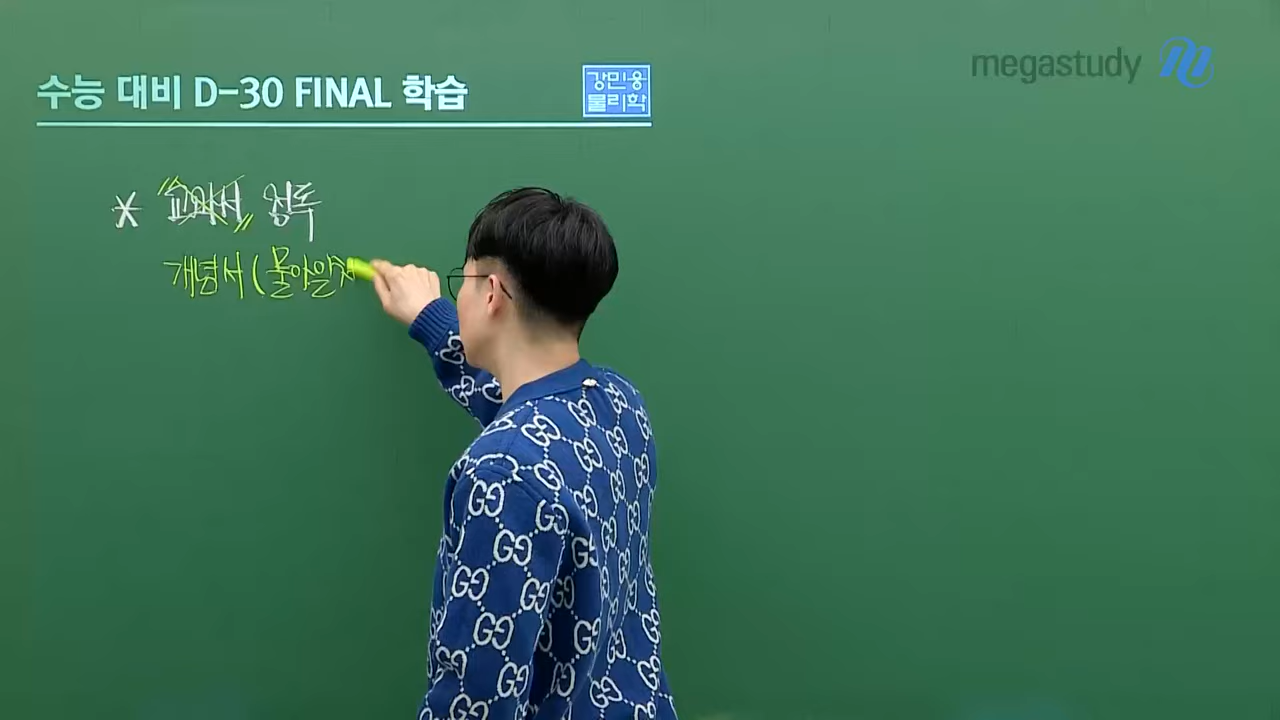 수능 대비 D-30 FINAL 학습
강민웅
물리학
megastudy
* "교과서" 정독
개념서 (물아일